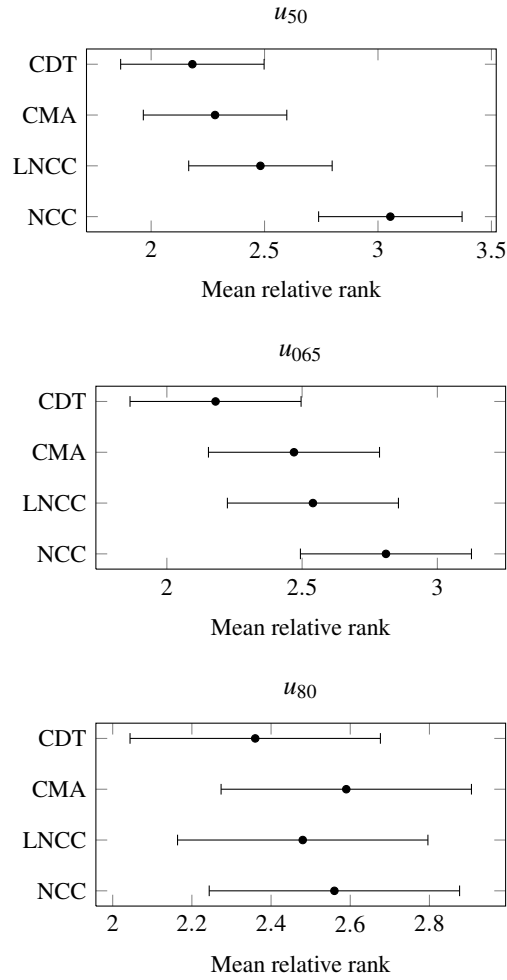 u50
CDT
CMA
LNCC
NCC
2 2.5 3 3.5
Mean relative rank
u065
CDT
CMA
LNCC
NCC
2 2.5 3
Mean relative rank
u80
CDT
CMA
LNCC
NCC
2 2.2 2.4 2.6 2.8
Mean relative rank